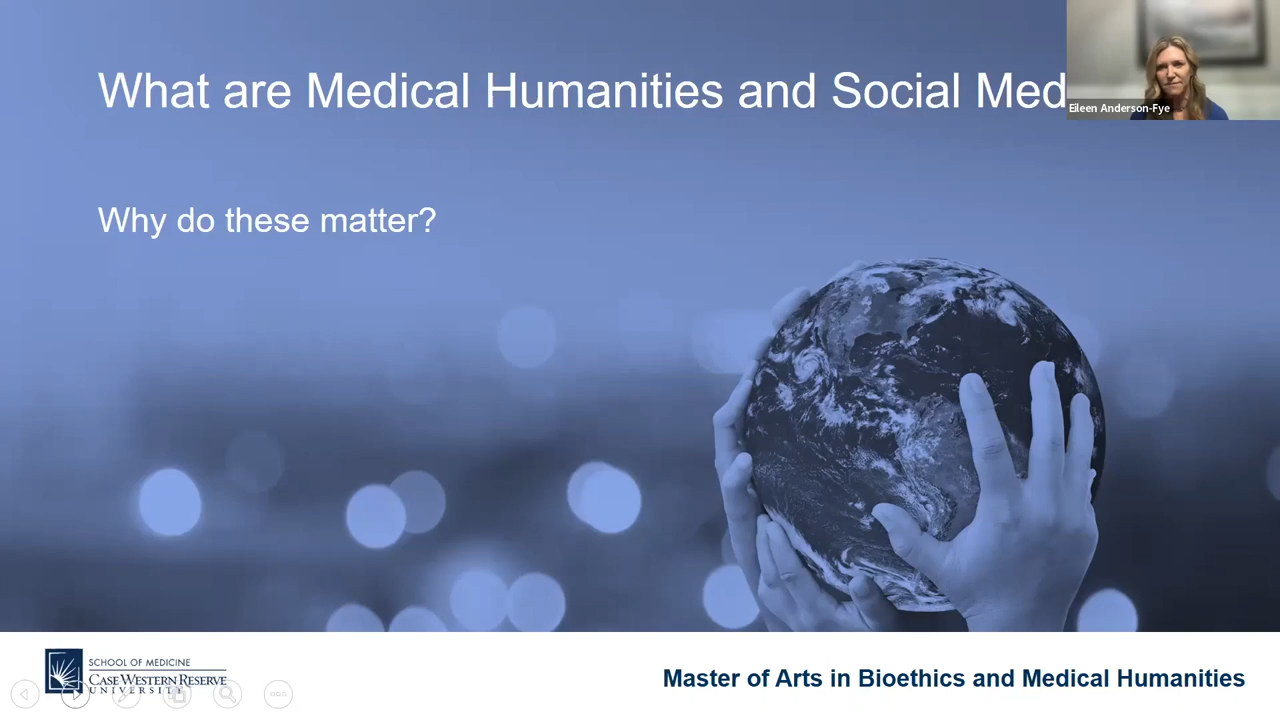 What are Medical Humanities and Social Med
Eileen Anderson-Fye
Why do these matter?
SCHOOL OF MEDICINE
CASE WESTERN RESERVE
UNIVERSITY
Master of Arts in Bioethics and Medical Humanities